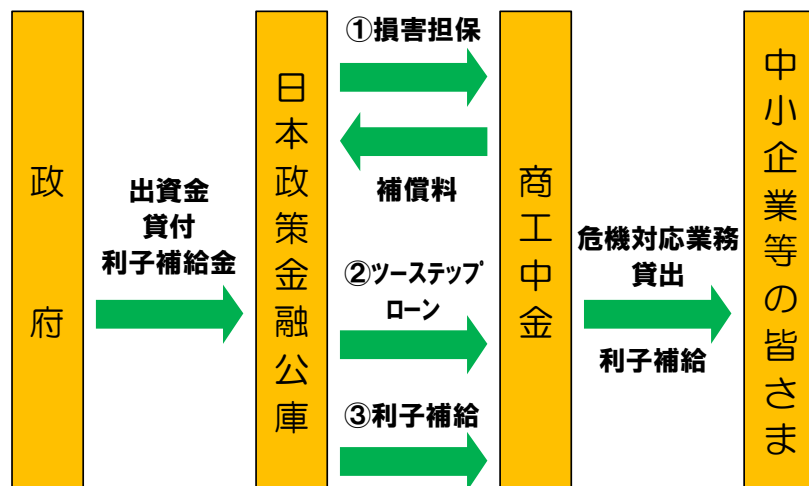 政府
出資金
貸付
利子補給金
日本政策金融公庫
①損害担保
補償料
②ツーステップ
ローン
③利子補給
商工中金
危機対応業務
貸出
利子補給
中小企業等の皆さま